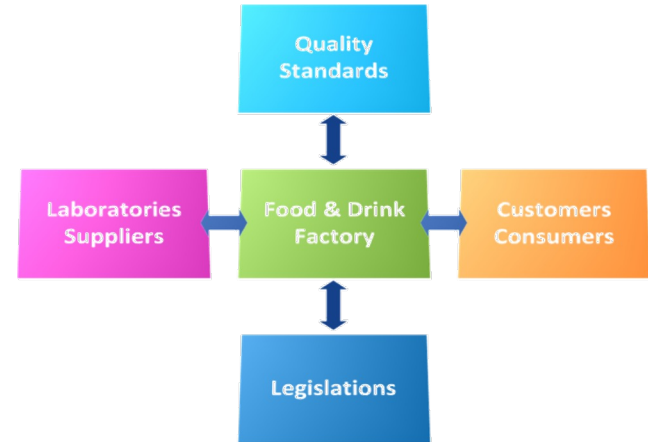 Quality
Standards
Laboratories
Suppliers
Food & Drink
Factory
Customers
Consumers
Legislations